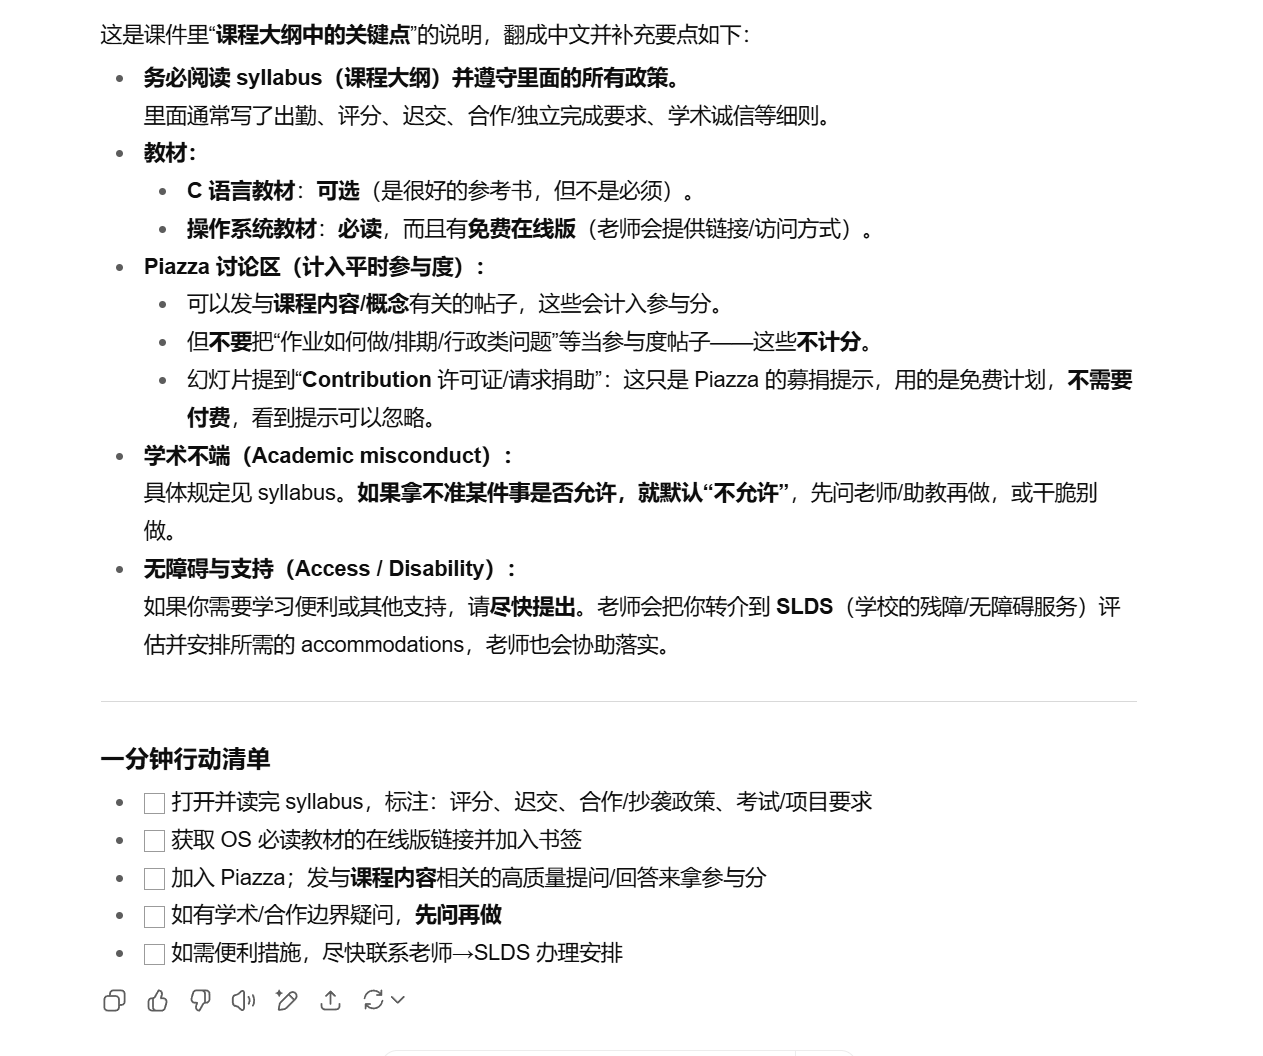 这是课件里“课程大纲中的关键点”的说明，翻成中文并补充要点如下：
务必阅读 syllabus（课程大纲）并遵守里面的所有政策。
里面通常写了出勤、评分、迟交、合作/独立完成要求、学术诚信等细则。
教材：
C 语言教材：可选（是很好的参考书，但不是必须）。
操作系统教材：必读，而且有免费在线版（老师会提供链接/访问方式）。
Piazza 讨论区（计入平时参与度）：
可以发与课程内容/概念有关的帖子，这些会计入参与分。
但不要把“作业如何做/排期/行政类问题”等当参与度帖子——这些不计分。
幻灯片提到“Contribution 许可证/请求捐助”：这只是 Piazza 的募捐提示，用的是免费计划，不需要
付费，看到提示可以忽略。
学术不端（Academic misconduct）：
具体规定见 syllabus。如果拿不准某件事是否允许，就默认“不允许”，先问老师/助教再做，或干脆别
做。
无障碍与支持（Access / Disability）：
如果你需要学习便利或其他支持，请尽快提出。老师会把你转介到 SLDS（学校的残障/无障碍服务）评
估并安排所需的 accommodations，老师也会协助落实。
一分钟行动清单
打开并读完 syllabus，标注：评分、迟交、合作/抄袭政策、考试/项目要求
获取 OS 必读教材的在线版链接并加入书签
加入 Piazza；发与课程内容相关的高质量提问/回答来拿参与分
如有学术/合作边界疑问，先问再做
如需便利措施，尽快联系老师→SLDS 办理安排